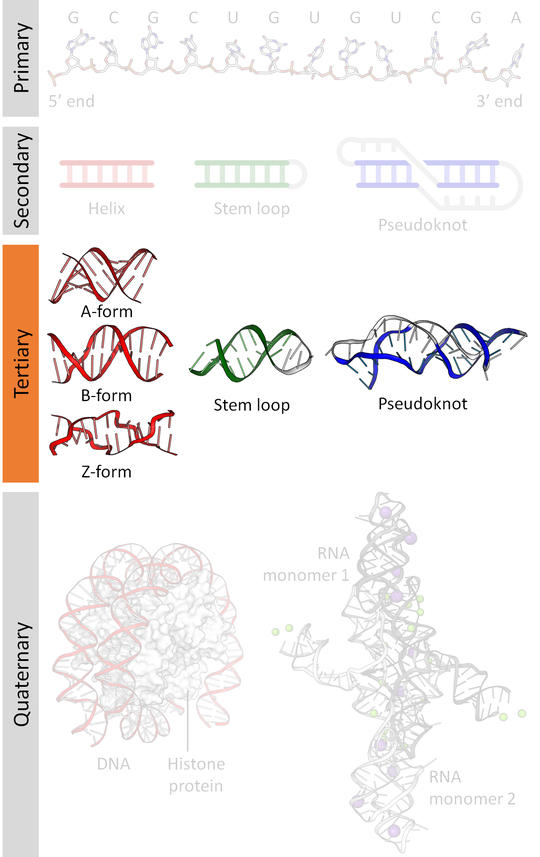 Primary
G C G C U G U G U C G A
5’ end
3’ end
Secondary
Helix
Stem loop
Pseudoknot
Tertiary
A-form
B-form
Z-form
Stem loop
Pseudoknot
Quaternary
DNA
Histone
protein
RNA
monomer 1
RNA
monomer 2